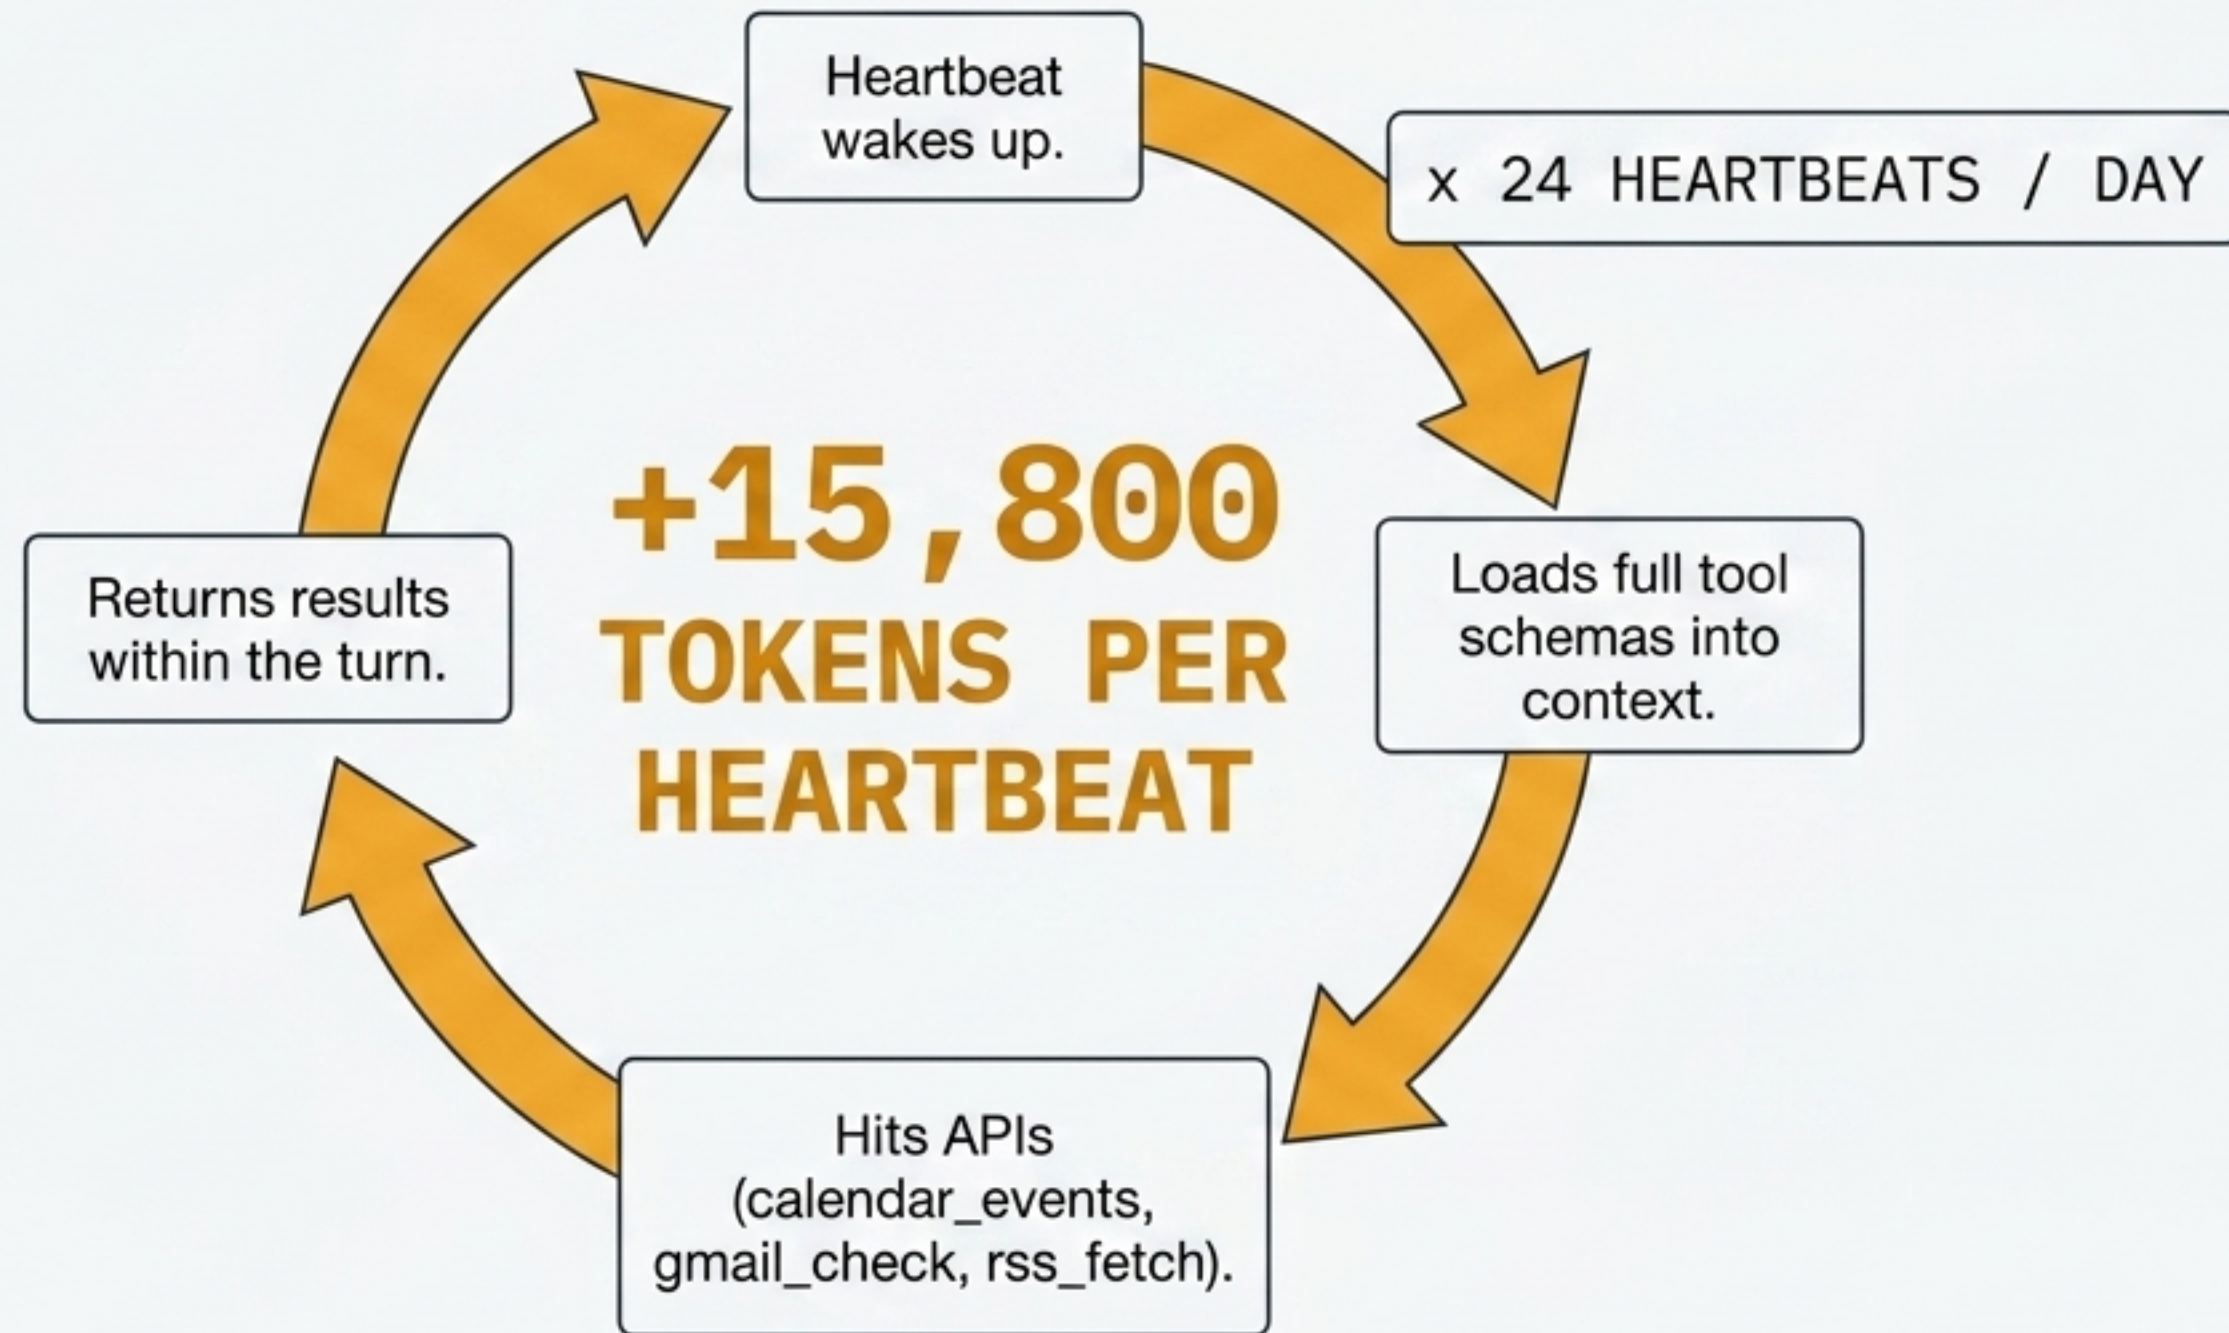 Heartbeat
wakes up.
x 24 HEARTBEATS / DAY
+15,800
TOKENS PER
HEARTBEAT
Loads full tool
schemas into
context.
Hits APIs
(calendar_events,
gmail_check, rss_fetch).
Returns results
within the turn.